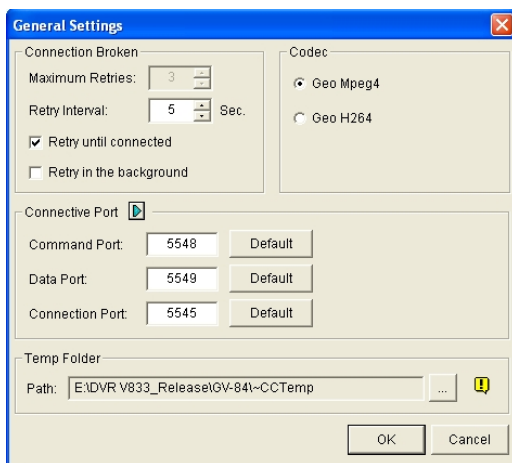 General Settings
Connection Broken
Maximum Retries: 3
Retry Interval: 5 Sec.
Retry until connected
Retry in the background
Codec
Geo Mpeg4
Geo H264
Connective Port
Command Port: 5548 Default
Data Port: 5549 Default
Connection Port: 5545 Default
Temp Folder
Path: E:\DVR V833_Release\GV-84\~CCTemp ...
OK Cancel